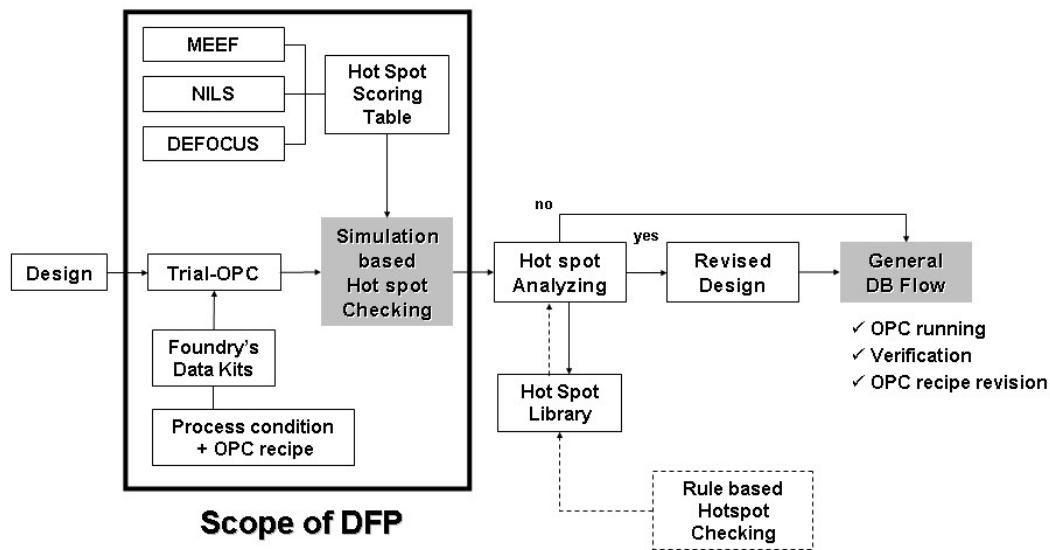 MEEF
NILS
DEFOCUS
Hot Spot
Scoring
Table
Design
Trial-OPC
Simulation
based
Hot spot
Checking
Foundry's
Data Kits
Process condition
+ OPC recipe
Scope of DFP
no
yes
Hot spot
Analyzing
Revised
Design
General
DB Flow
✓ OPC running
✓ Verification
✓ OPC recipe revision
Hot Spot
Library
Rule based
Hotspot
Checking